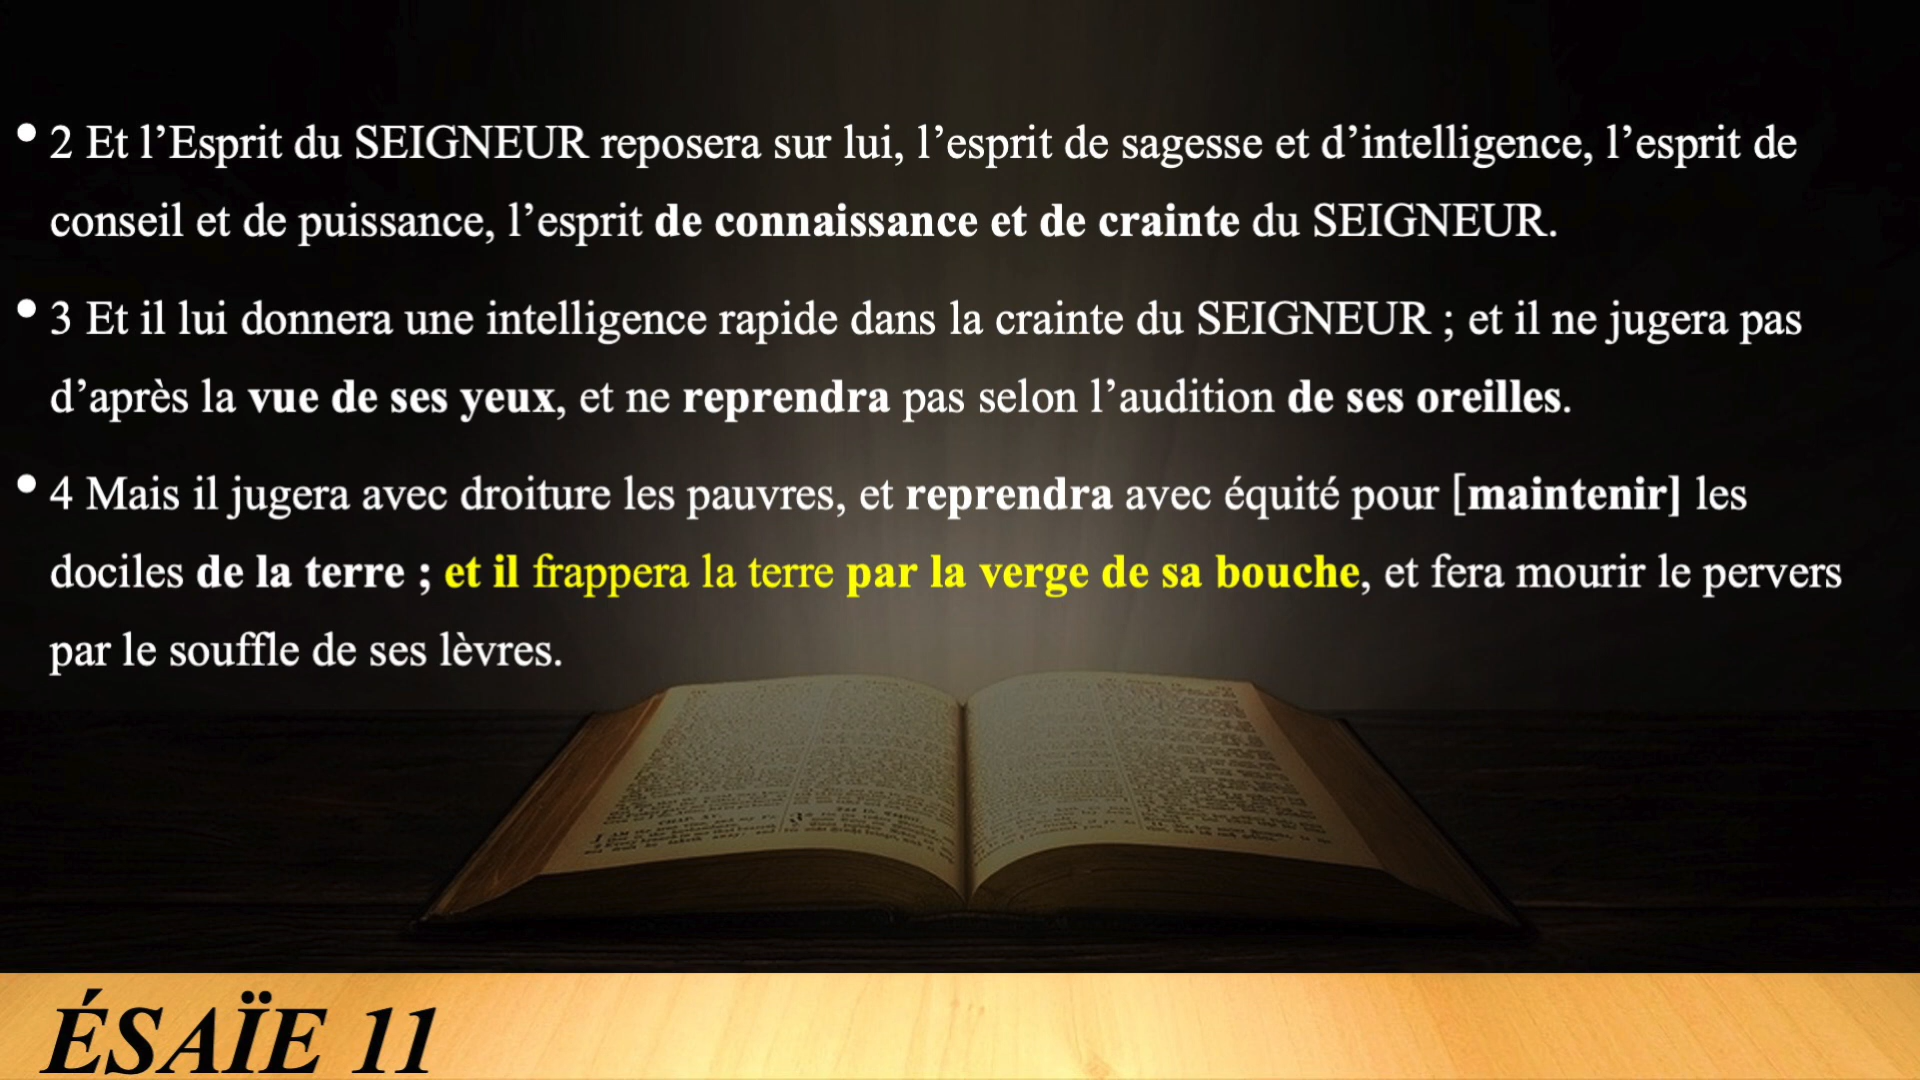 • 2 Et l’Esprit du SEIGNEUR reposera sur lui, l’esprit de sagesse et d’intelligence, l’esprit de
conseil et de puissance, l’esprit de connaissance et de crainte du SEIGNEUR.
• 3 Et il lui donnera une intelligence rapide dans la crainte du SEIGNEUR ; et il ne jugera pas
d’après la vue de ses yeux, et ne reprendra pas selon l’audition de ses oreilles.
• 4 Mais il jugera avec droiture les pauvres, et reprendra avec équité pour [maintenir] les
dociles de la terre ; et il frappera la terre par la verge de sa bouche, et fera mourir le pervers
par le souffle de ses lèvres.
ÉSAÏE 11